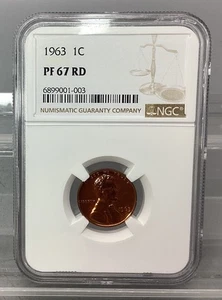 1963 1C
PF 67 RD
6899001-003
NUMISMATIC GUARANTY COMPANY
NGC